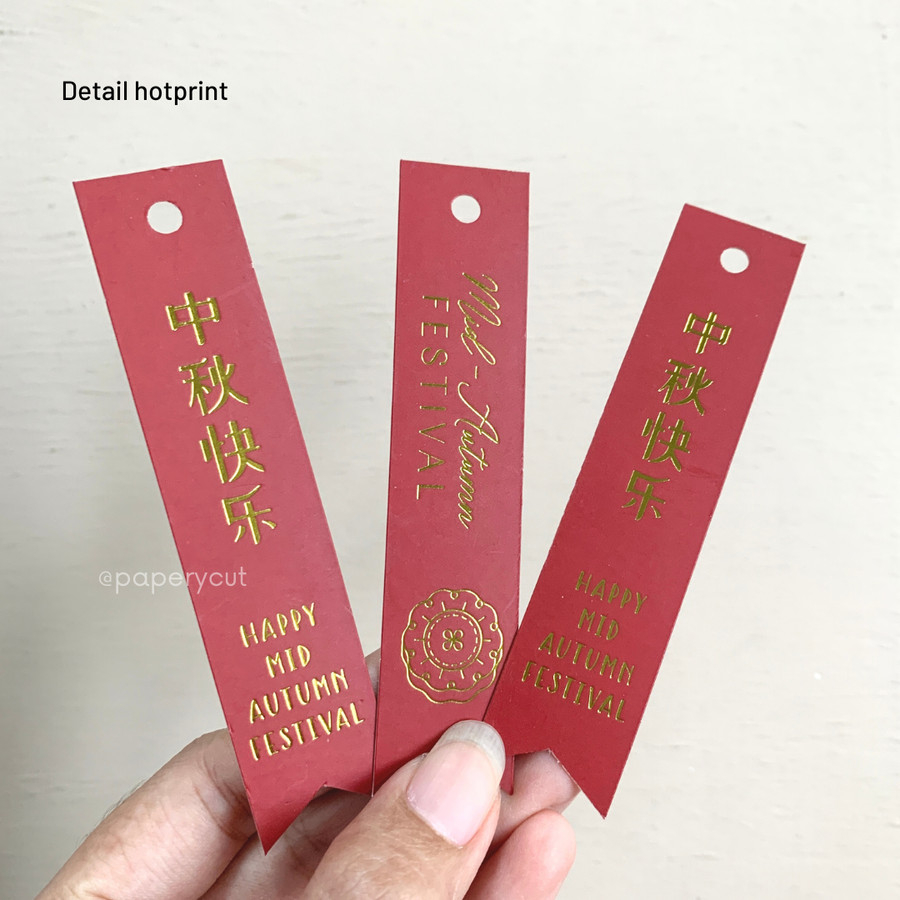 Detail hotprint
中秋快乐
HAPPY
MID
AUTUMN
FESTIVAL
Mid-Autumn
FESTIVAL
中秋快乐
HAPPY
MID
AUTUMN
FESTIVAL
@paperycut